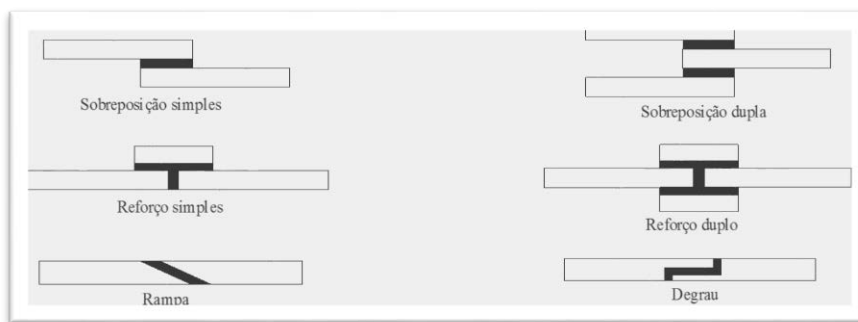 Sobreposição simples
Sobreposição dupla
Reforço simples
Reforço duplo
Rampa
Degrau